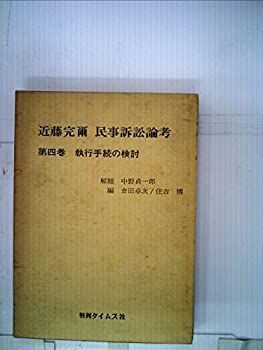 近藤完爾 民事訴訟論考
第四巻 執行手続の検討
解題 中野貞一郎
編 倉田卓次/住吉 博
判例タイムズ社